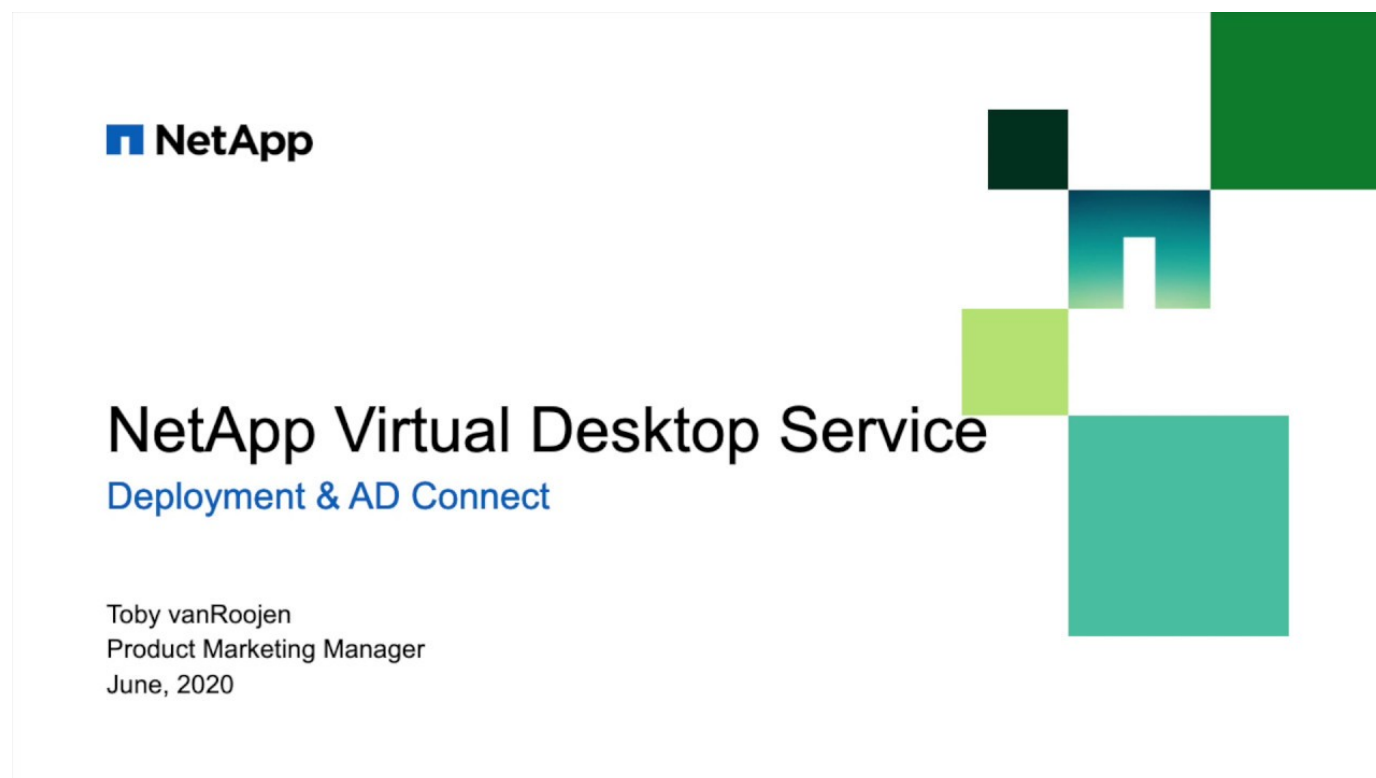 NetApp
NetApp Virtual Desktop Service
Deployment & AD Connect
Toby vanRoojen
Product Marketing Manager
June, 2020